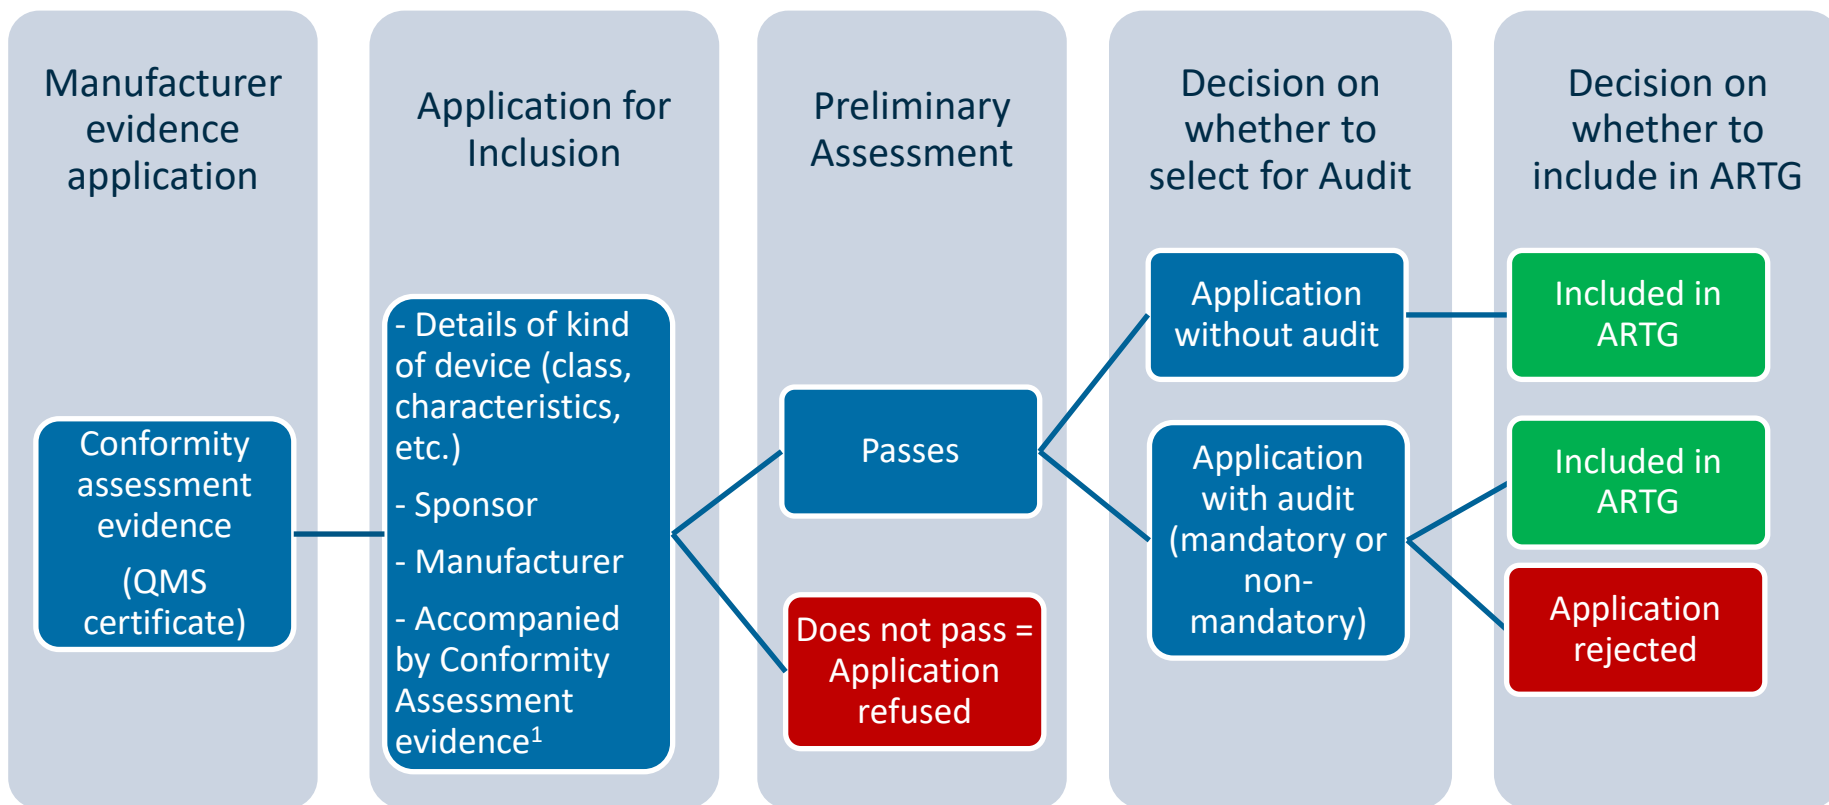 Manufacturer
evidence
application
Conformity
assessment
evidence
(QMS
certificate)
Application for
Inclusion
- Details of kind
of device (class,
characteristics,
etc.)
- Sponsor
- Manufacturer
- Accompanied
by Conformity
Assessment
evidence¹
Preliminary
Assessment
Passes
Does not pass =
Application
refused
Decision on
whether to
select for Audit
Application
without audit
Application
with audit
(mandatory or
non-
mandatory)
Decision on
whether to
include in ARTG
Included in
ARTG
Included in
ARTG
Application
rejected